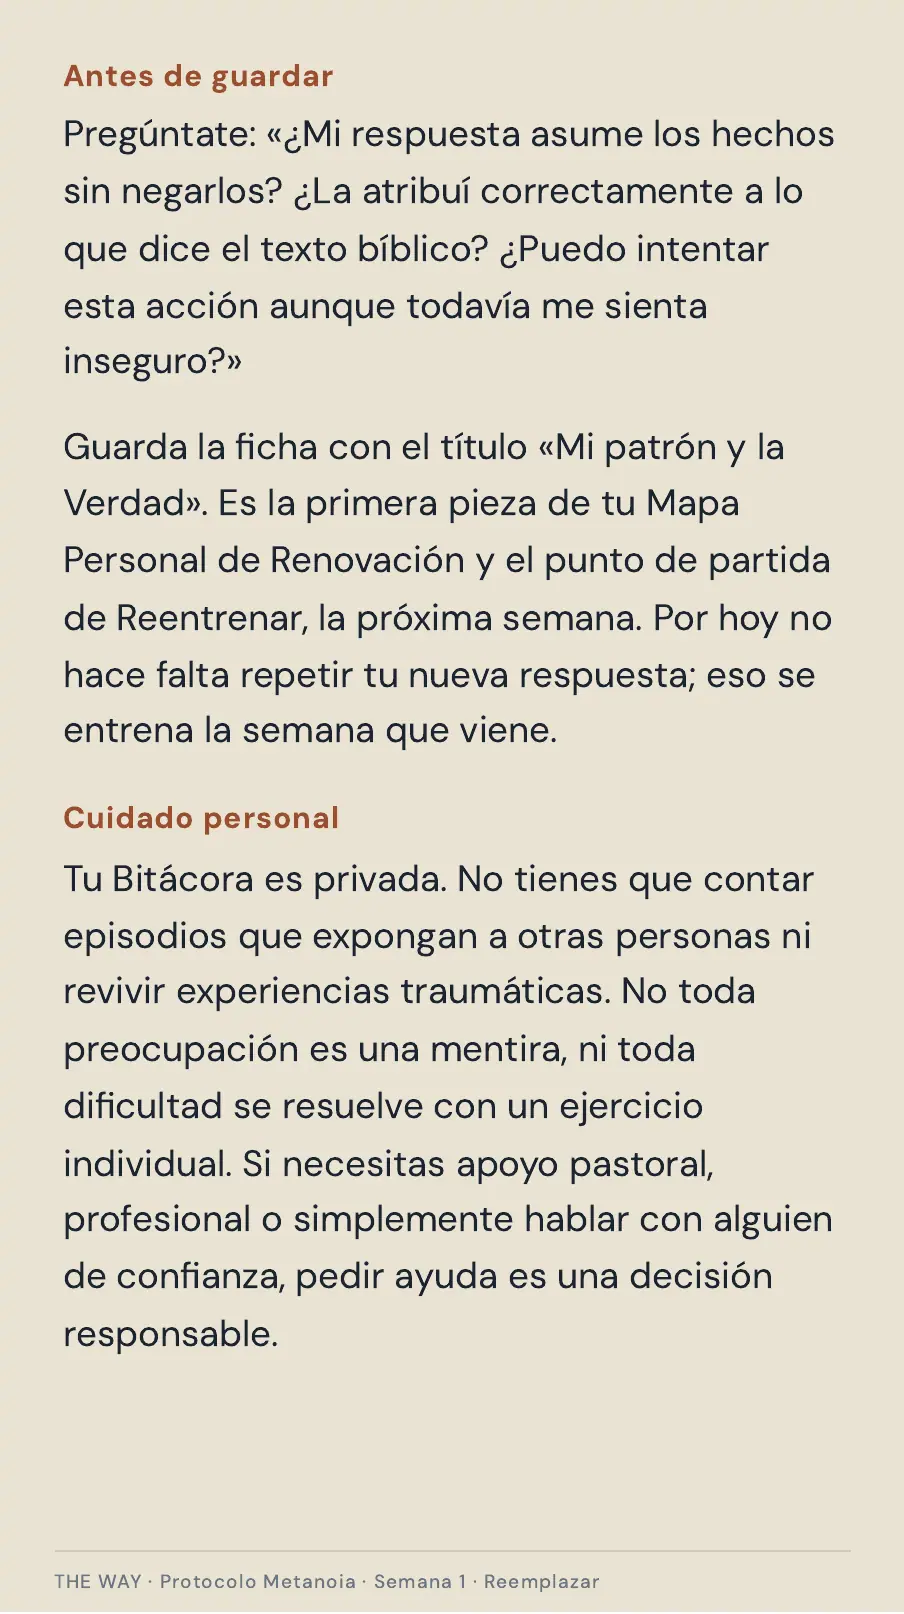 Antes de guardar
Pregúntate: «¿Mi respuesta asume los hechos
sin negarlos? ¿La atribuí correctamente a lo
que dice el texto bíblico? ¿Puedo intentar
esta acción aunque todavía me sienta
inseguro?»
Guarda la ficha con el título «Mi patrón y la
Verdad». Es la primera pieza de tu Mapa
Personal de Renovación y el punto de partida
de Reentrenar, la próxima semana. Por hoy no
hace falta repetir tu nueva respuesta; eso se
entrena la semana que viene.
Cuidado personal
Tu Bitácora es privada. No tienes que contar
episodios que expongan a otras personas ni
revivir experiencias traumáticas. No toda
preocupación es una mentira, ni toda
dificultad se resuelve con un ejercicio
individual. Si necesitas apoyo pastoral,
profesional o simplemente hablar con alguien
de confianza, pedir ayuda es una decisión
responsable.
THE WAY · Protocolo Metanoia · Semana 1 · Reemplazar